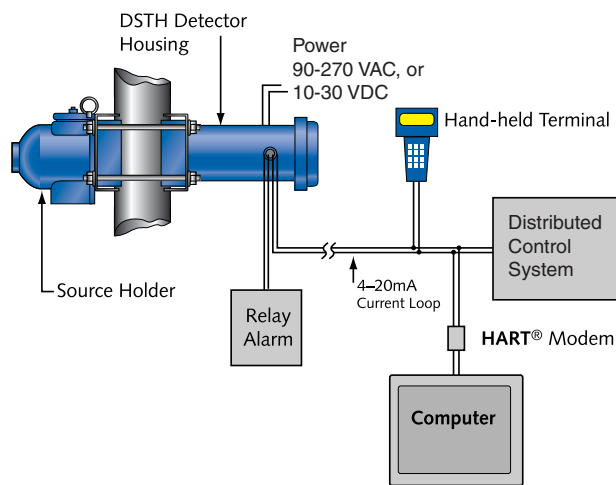 DSTH Detector
Housing
Power
90-270 VAC, or
10-30 VDC
Hand-held Terminal
Distributed
Control
System
Source Holder
4–20mA
Current Loop
Relay
Alarm
HART® Modem
Computer